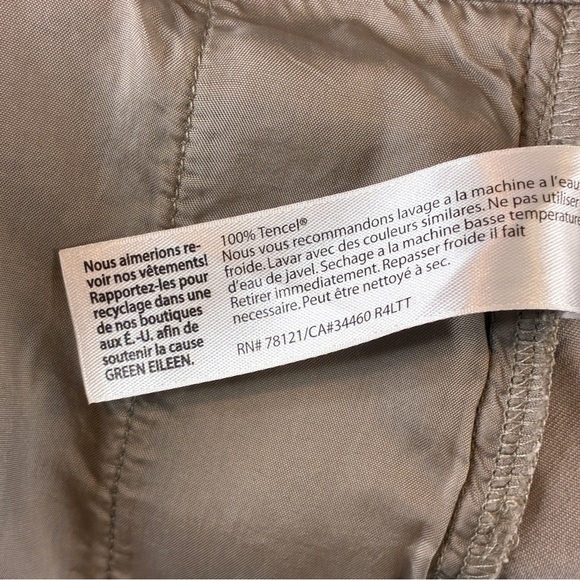 Nous aimerions re-
voir nos vêtements!
Rapportez-les pour
recyclage dans une
de nos boutiques
aux É.-U. afin de
soutenir la cause
GREEN EILEEN.
100% Tencel®
Nous vous recommandons lavage a la machine a l'eau
froide. Lavar avec des couleurs similares. Ne pas utiliser
d'eau de javel. Sechage a la machine basse temperature.
Retirer immediatement. Repasser froide il fait
necessaire. Peut être nettoyé à sec.
RN# 78121/CA#34460 R4LTT